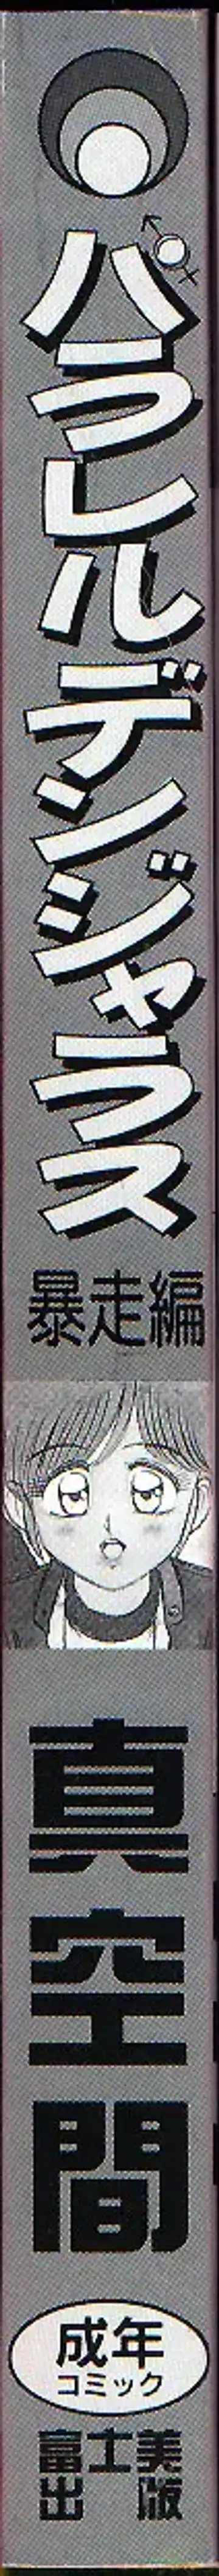 パラレルデンジャラス
暴走編
真空間
成年
コミック
富士美
出版